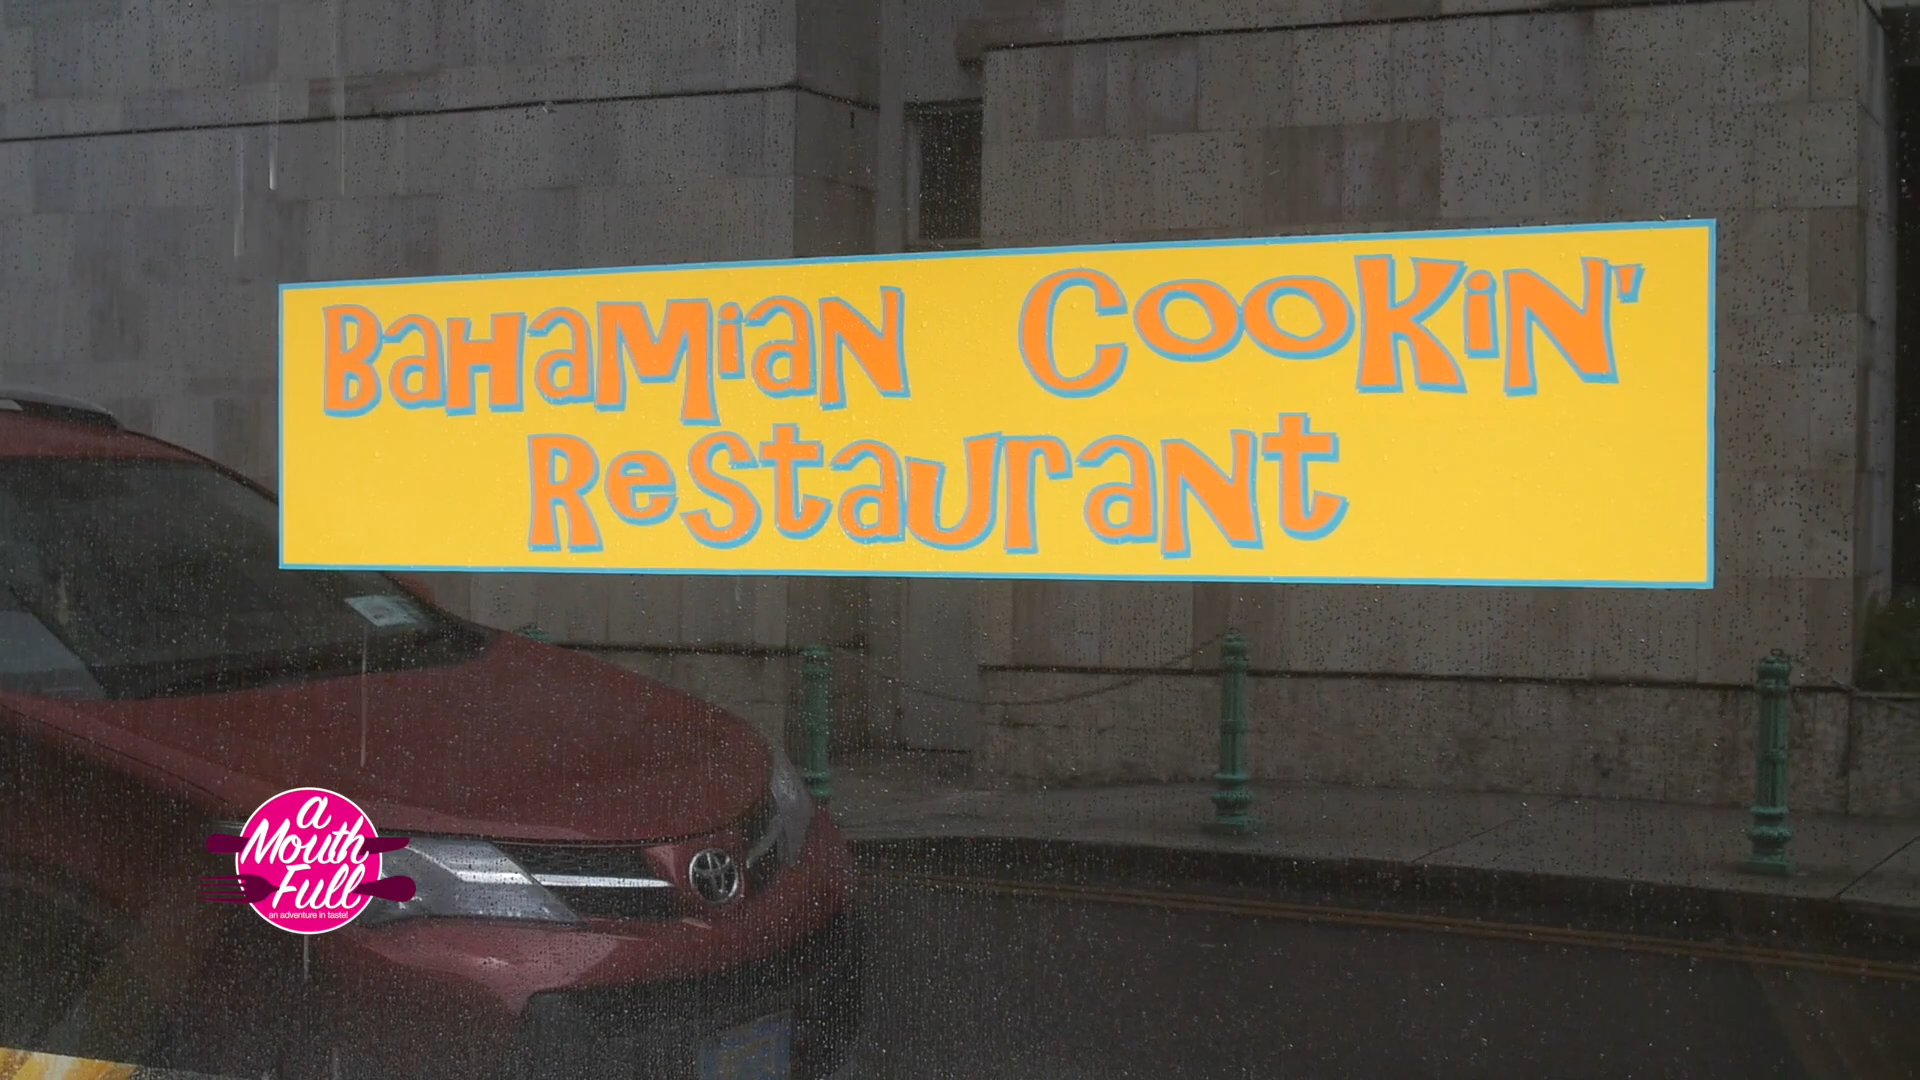 Bahamian Cookin'
Restaurant
a
Mouth
Full
an adventure in taste!